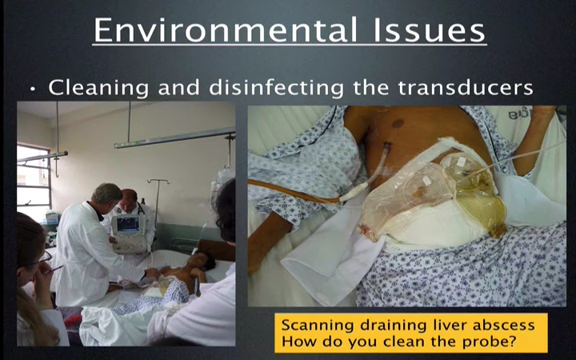 Environmental Issues
• Cleaning and disinfecting the transducers
Scanning draining liver abscess
How do you clean the probe?